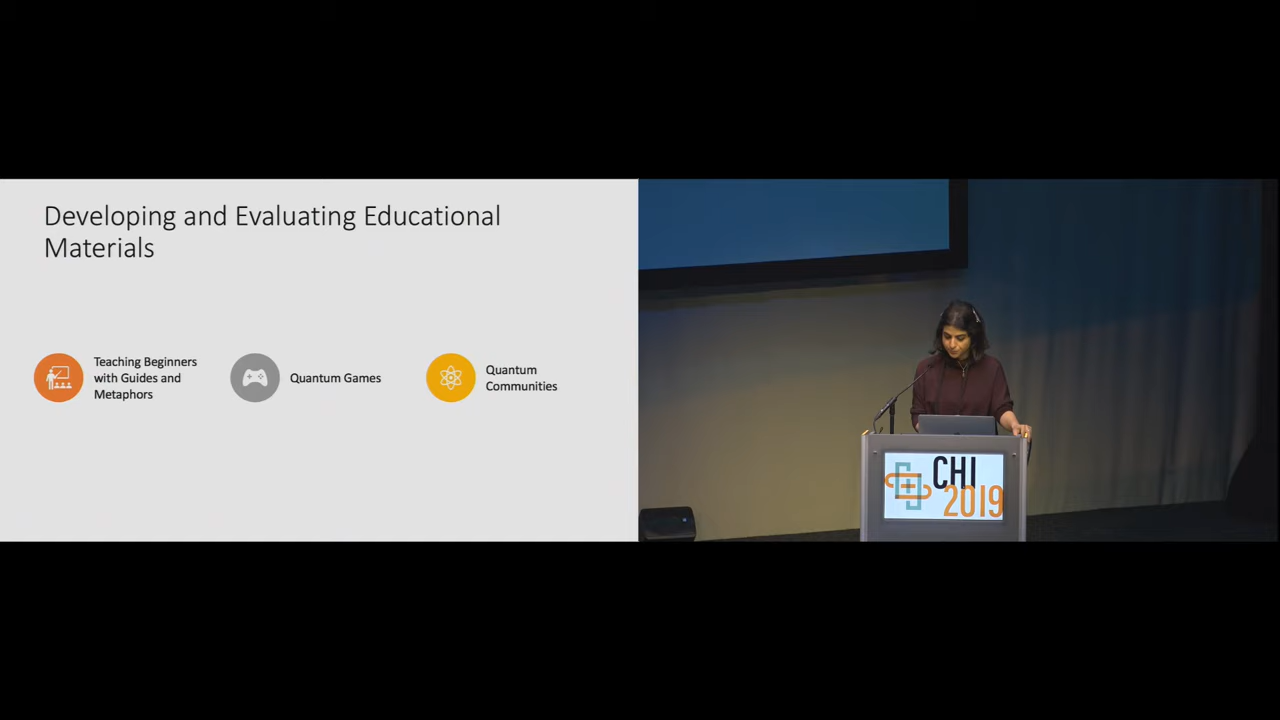 Developing and Evaluating Educational
Materials
Teaching Beginners
with Guides and
Metaphors
Quantum Games
Quantum
Communities
CHI
2019